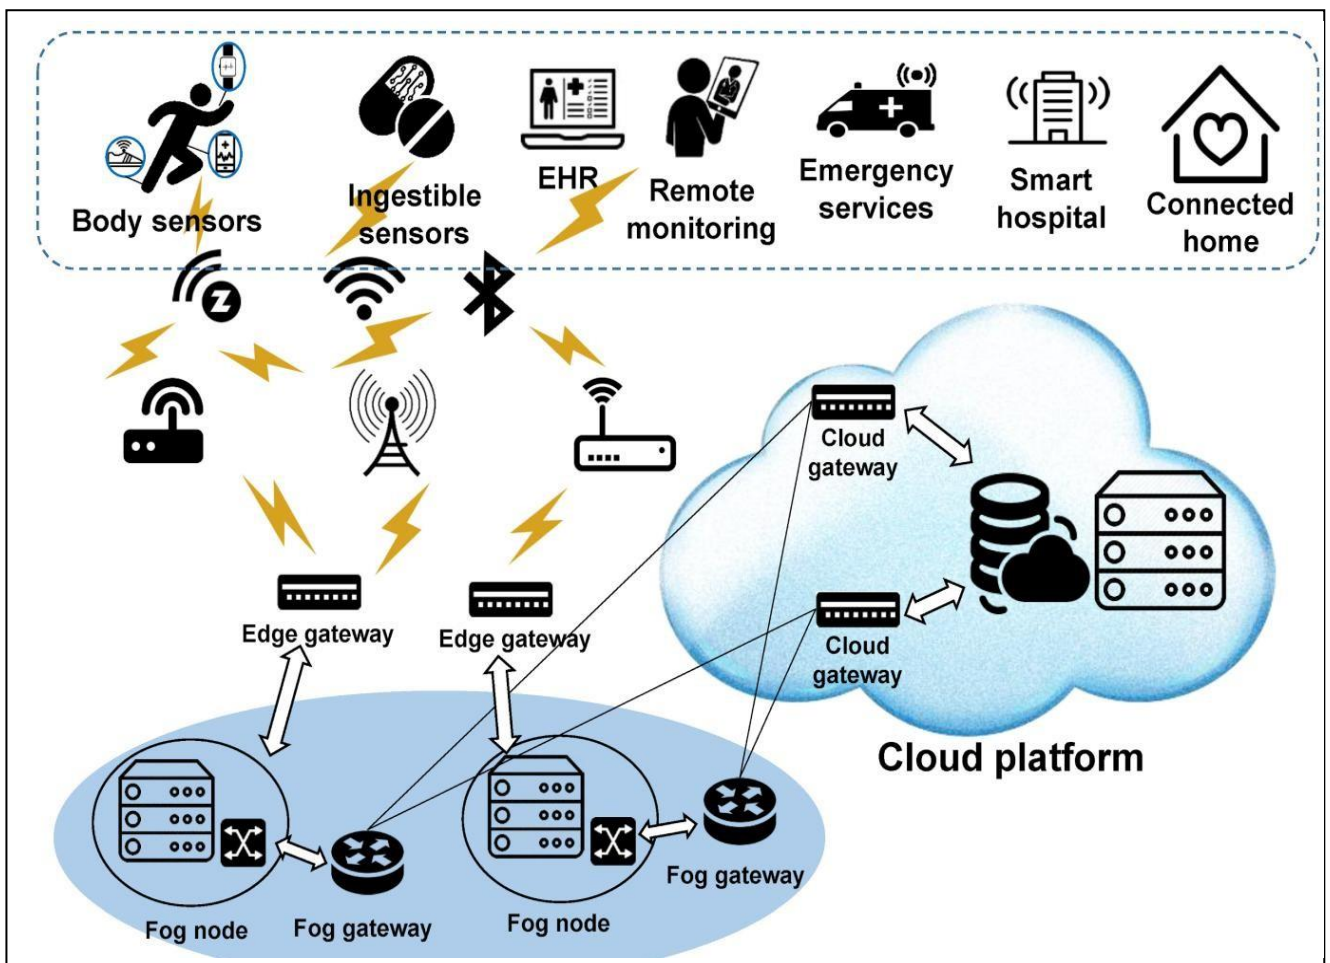 Body sensors
Ingestible
sensors
EHR
Remote
monitoring
Emergency
services
Smart
hospital
Connected
home
Z
Cloud
gateway
Edge gateway
Edge gateway
Cloud
gateway
Cloud platform
Fog node
Fog gateway
Fog node
Fog gateway